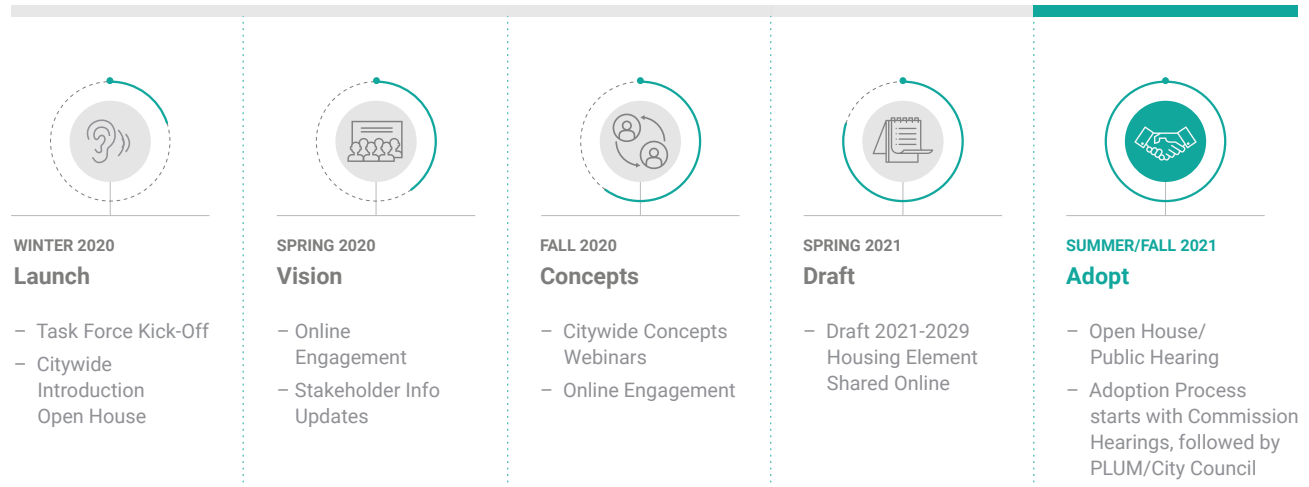 WINTER 2020
Launch
– Task Force Kick-Off
– Citywide
Introduction
Open House
SPRING 2020
Vision
– Online
Engagement
– Stakeholder Info
Updates
FALL 2020
Concepts
– Citywide Concepts
Webinars
– Online Engagement
SPRING 2021
Draft
– Draft 2021-2029
Housing Element
Shared Online
SUMMER/FALL 2021
Adopt
– Open House/
Public Hearing
– Adoption Process
starts with Commission
Hearings, followed by
PLUM/City Council